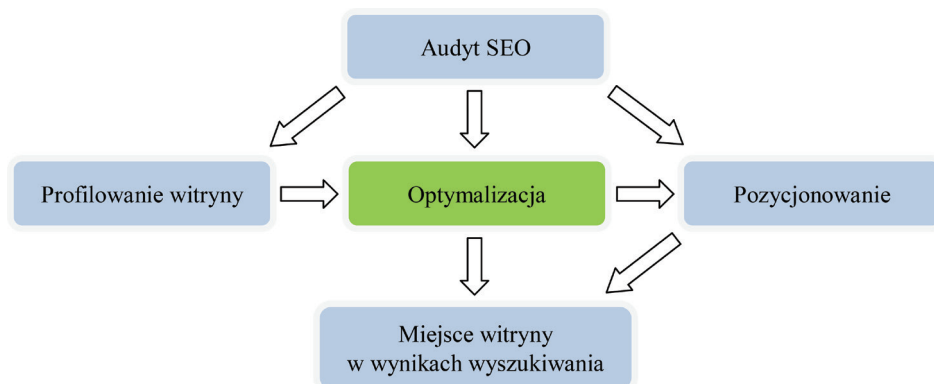 Audyt SEO
Profilowanie witryny
Optymalizacja
Pozycjonowanie
Miejsce witryny
w wynikach wyszukiwania